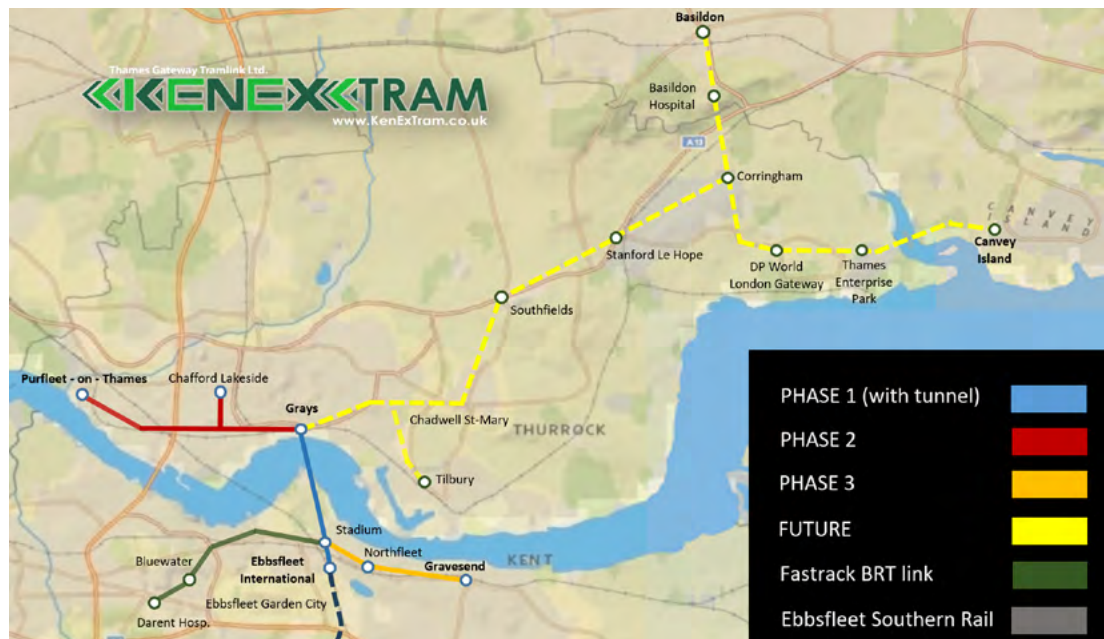 Basildon
Thames Gateway Tramlink Ltd.
KENEX TRAM
www.KenExTram.co.uk
Basildon
Hospital
A 13
Corringham
CANVEY
ISLAND
Canvey
Island
Stanford Le Hope
DP World
London Gateway
Thames
Enterprise
Park
Southfields
Purfleet - on - Thames
Chafford Lakeside
Grays
Chadwell St-Mary
THURROCK
Tilbury
Stadium
Northfleet
Gravesend
KENT
Bluewater
Ebbsfleet
International
Ebbsfleet Garden City
Darent Hosp.
PHASE 1 (with tunnel)
PHASE 2
PHASE 3
FUTURE
Fastrack BRT link
Ebbsfleet Southern Rail